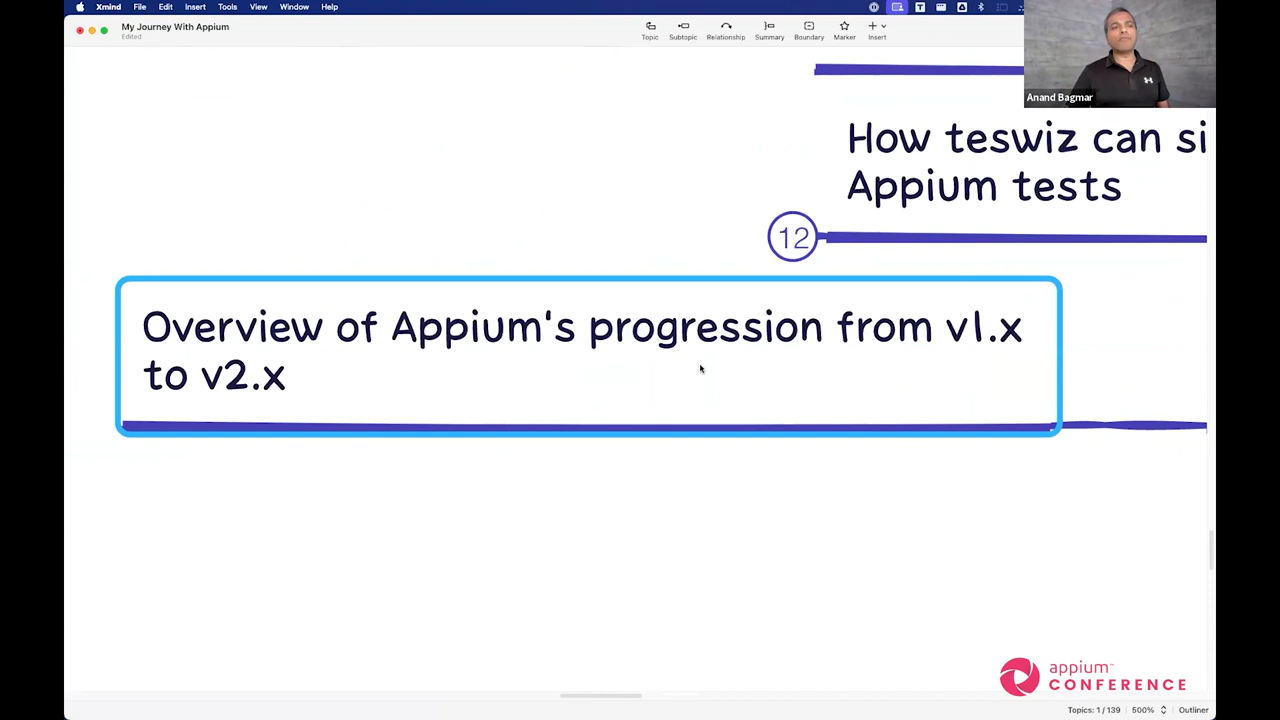 Xmind File Edit Insert Tools View Window Help
My Journey With Appium
Edited
Topic Subtopic Relationship Summary Boundary Marker Insert
Anand Bagmar
How teswiz can si
Appium tests
12
Overview of Appium's progression from v1.x
to v2.x
appium
CONFERENCE
Topics: 1 / 139 500% Outliner